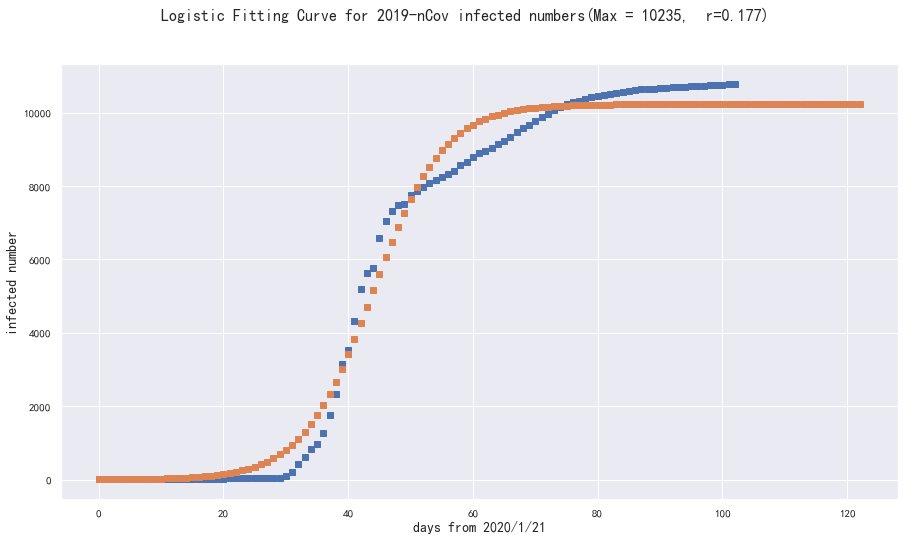 Logistic Fitting Curve for 2019-nCov infected numbers(Max = 10235,  r=0.177)
10000
8000
6000
4000
2000
0
infected number
0 20 40 60 80 100 120
days from 2020/1/21